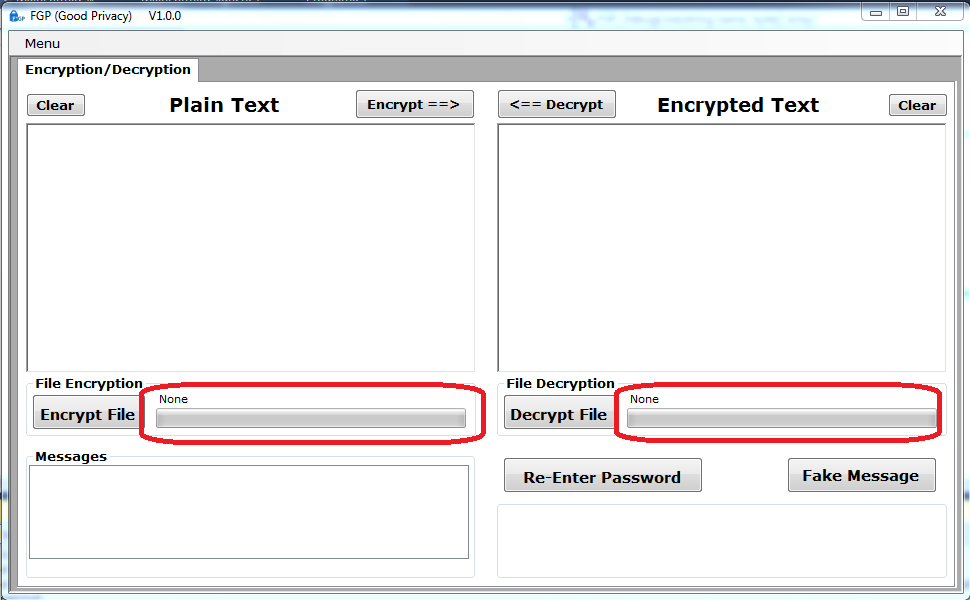 FGP (Good Privacy) V1.0.0
Menu
Encryption/Decryption
Clear Plain Text Encrypt ==> <== Decrypt Encrypted Text Clear
File Encryption File Decryption
None None
Encrypt File Decrypt File
Messages
Re-Enter Password Fake Message